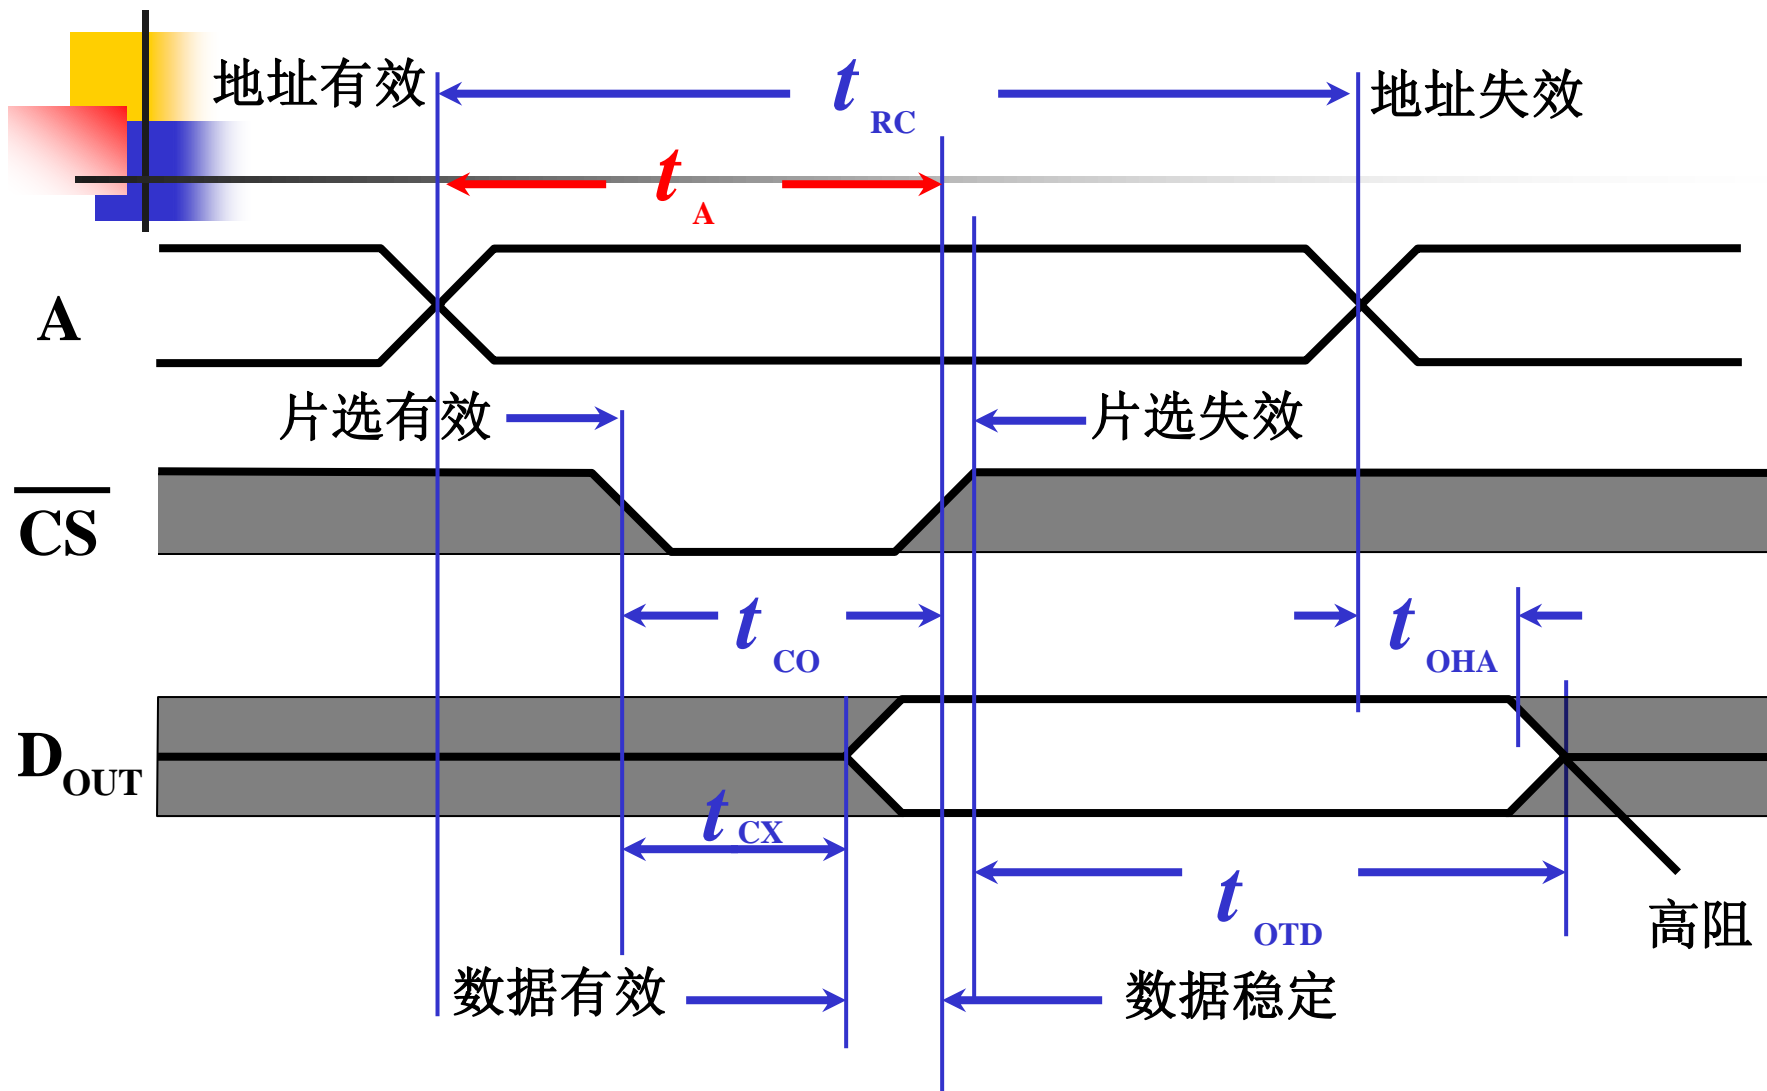 地址有效
t RC
地址失效
t A
A
片选有效
片选失效
CS
t CO
t OHA
D OUT
t CX
t OTD
高阻
数据有效
数据稳定